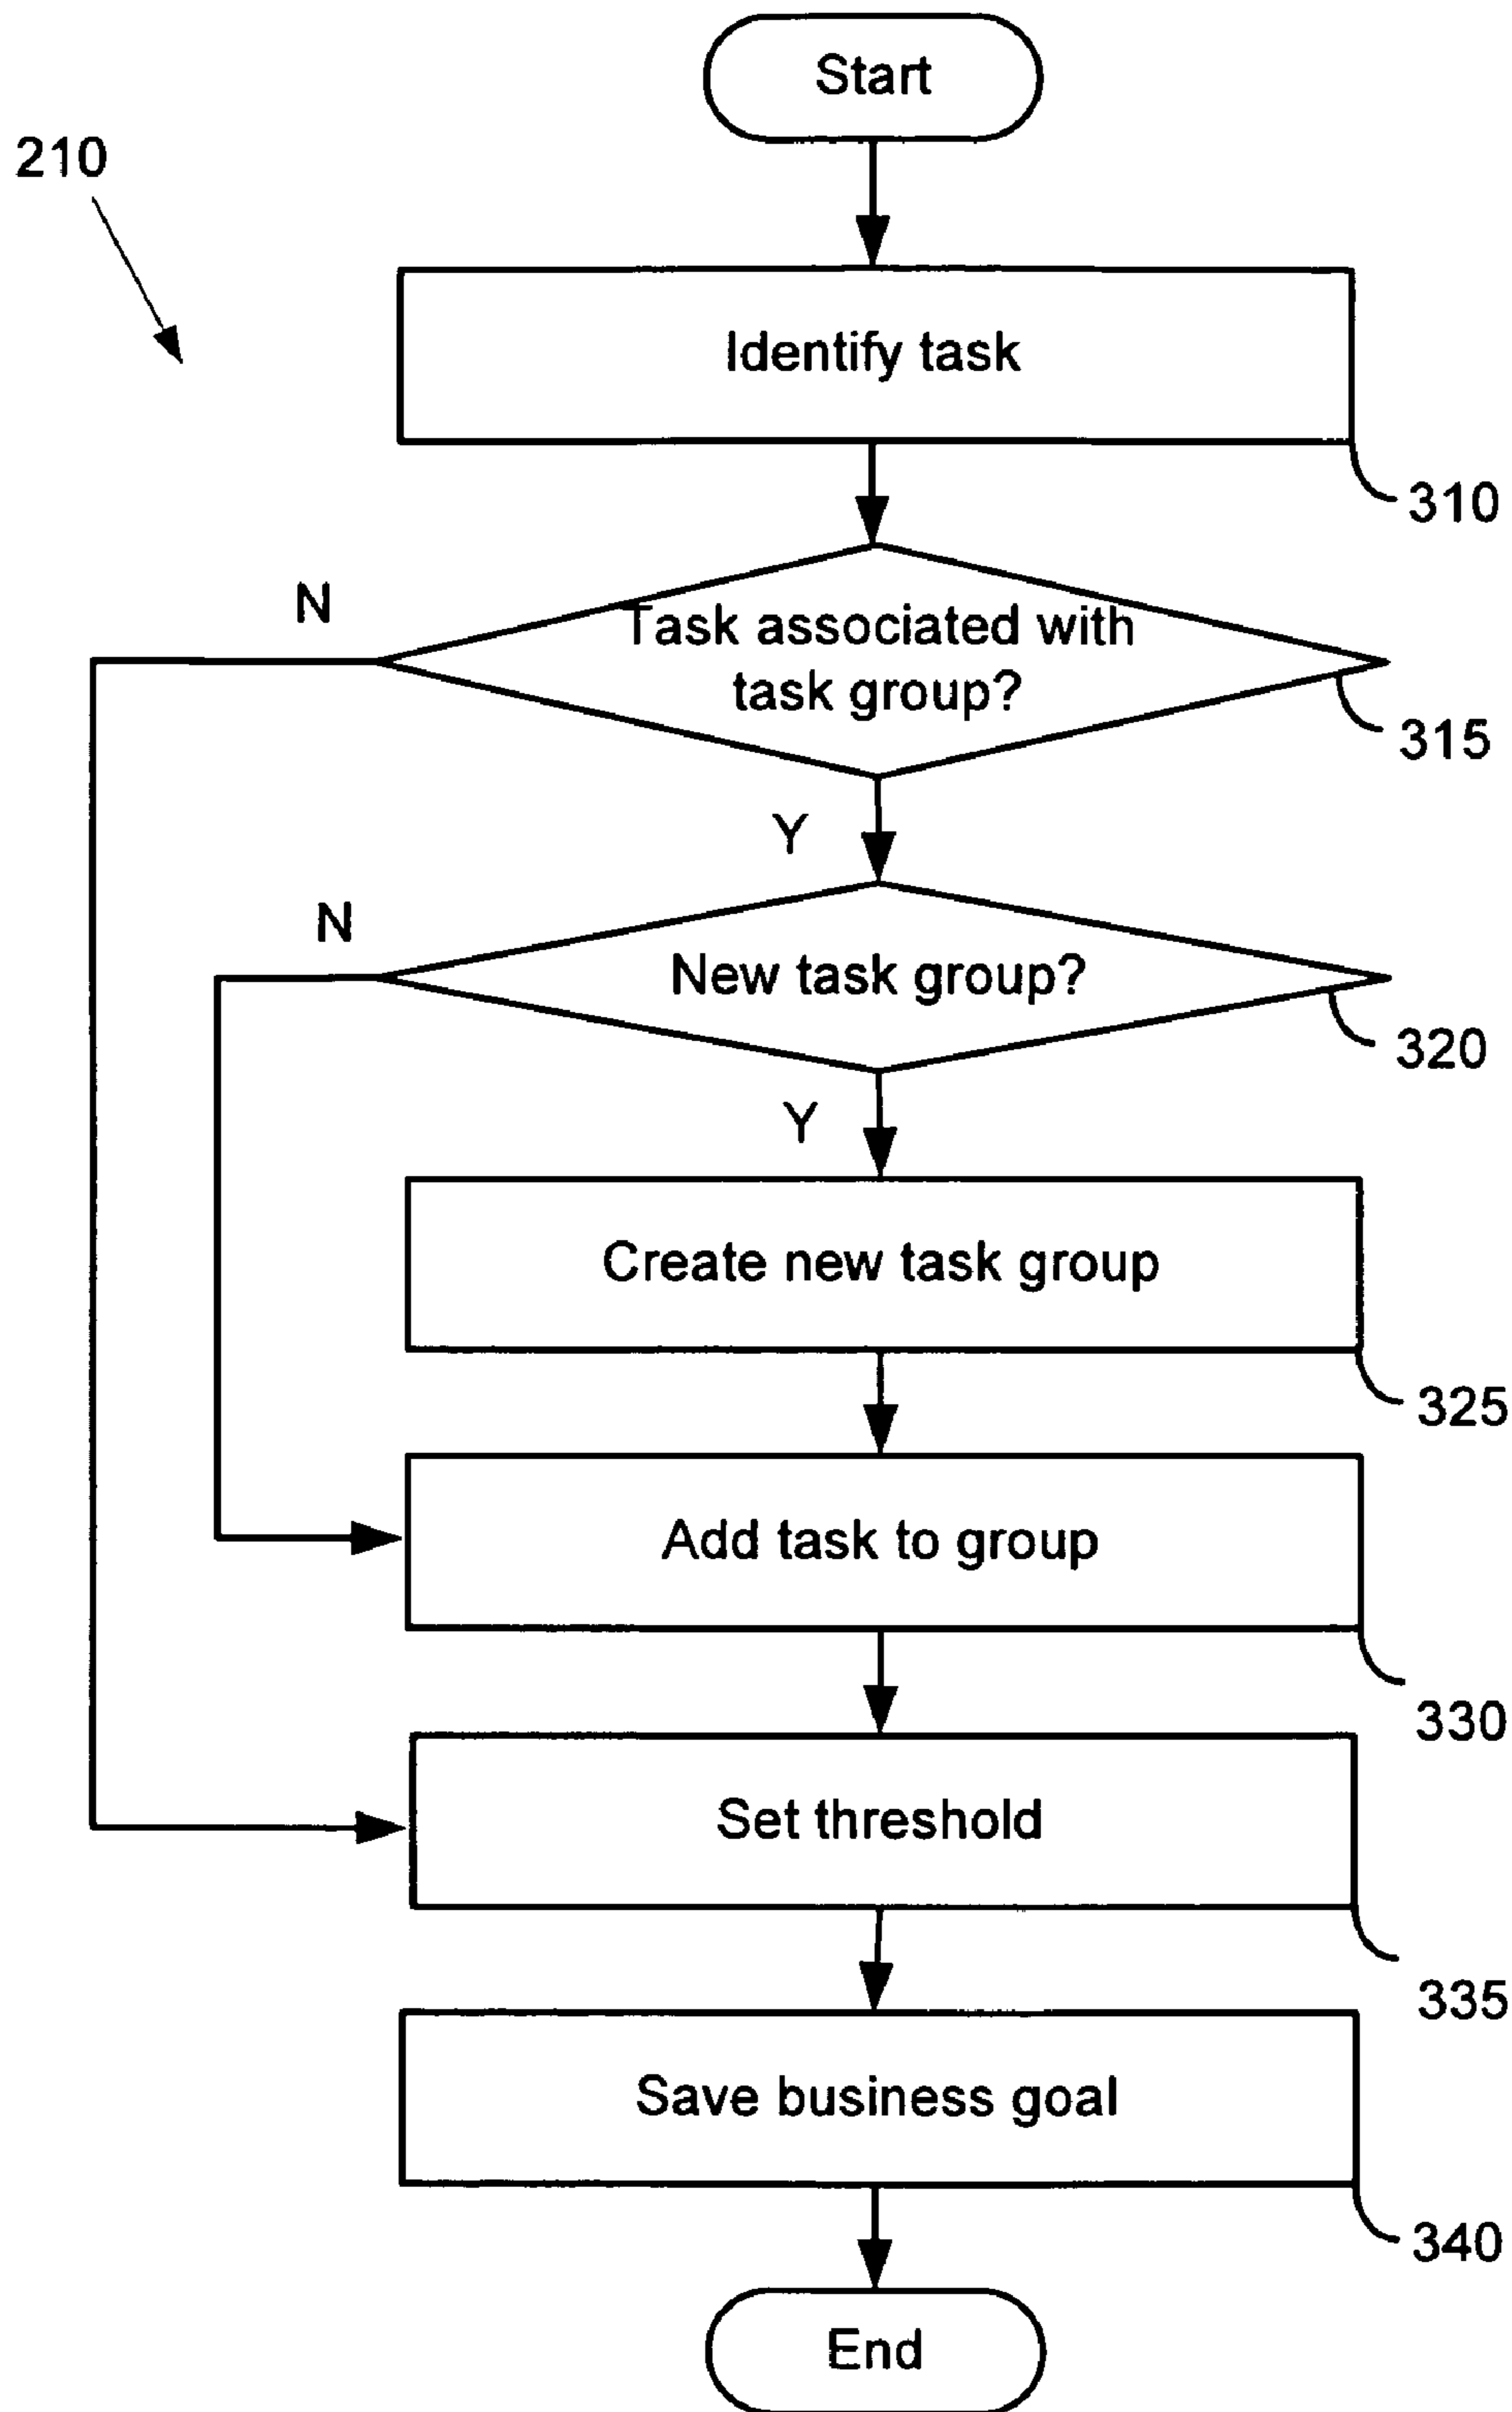 Start
210
Identify task
310
N
Task associated with
task group?
315
Y
N
New task group?
320
Y
Create new task group
325
Add task to group
330
Set threshold
335
Save business goal
340
End